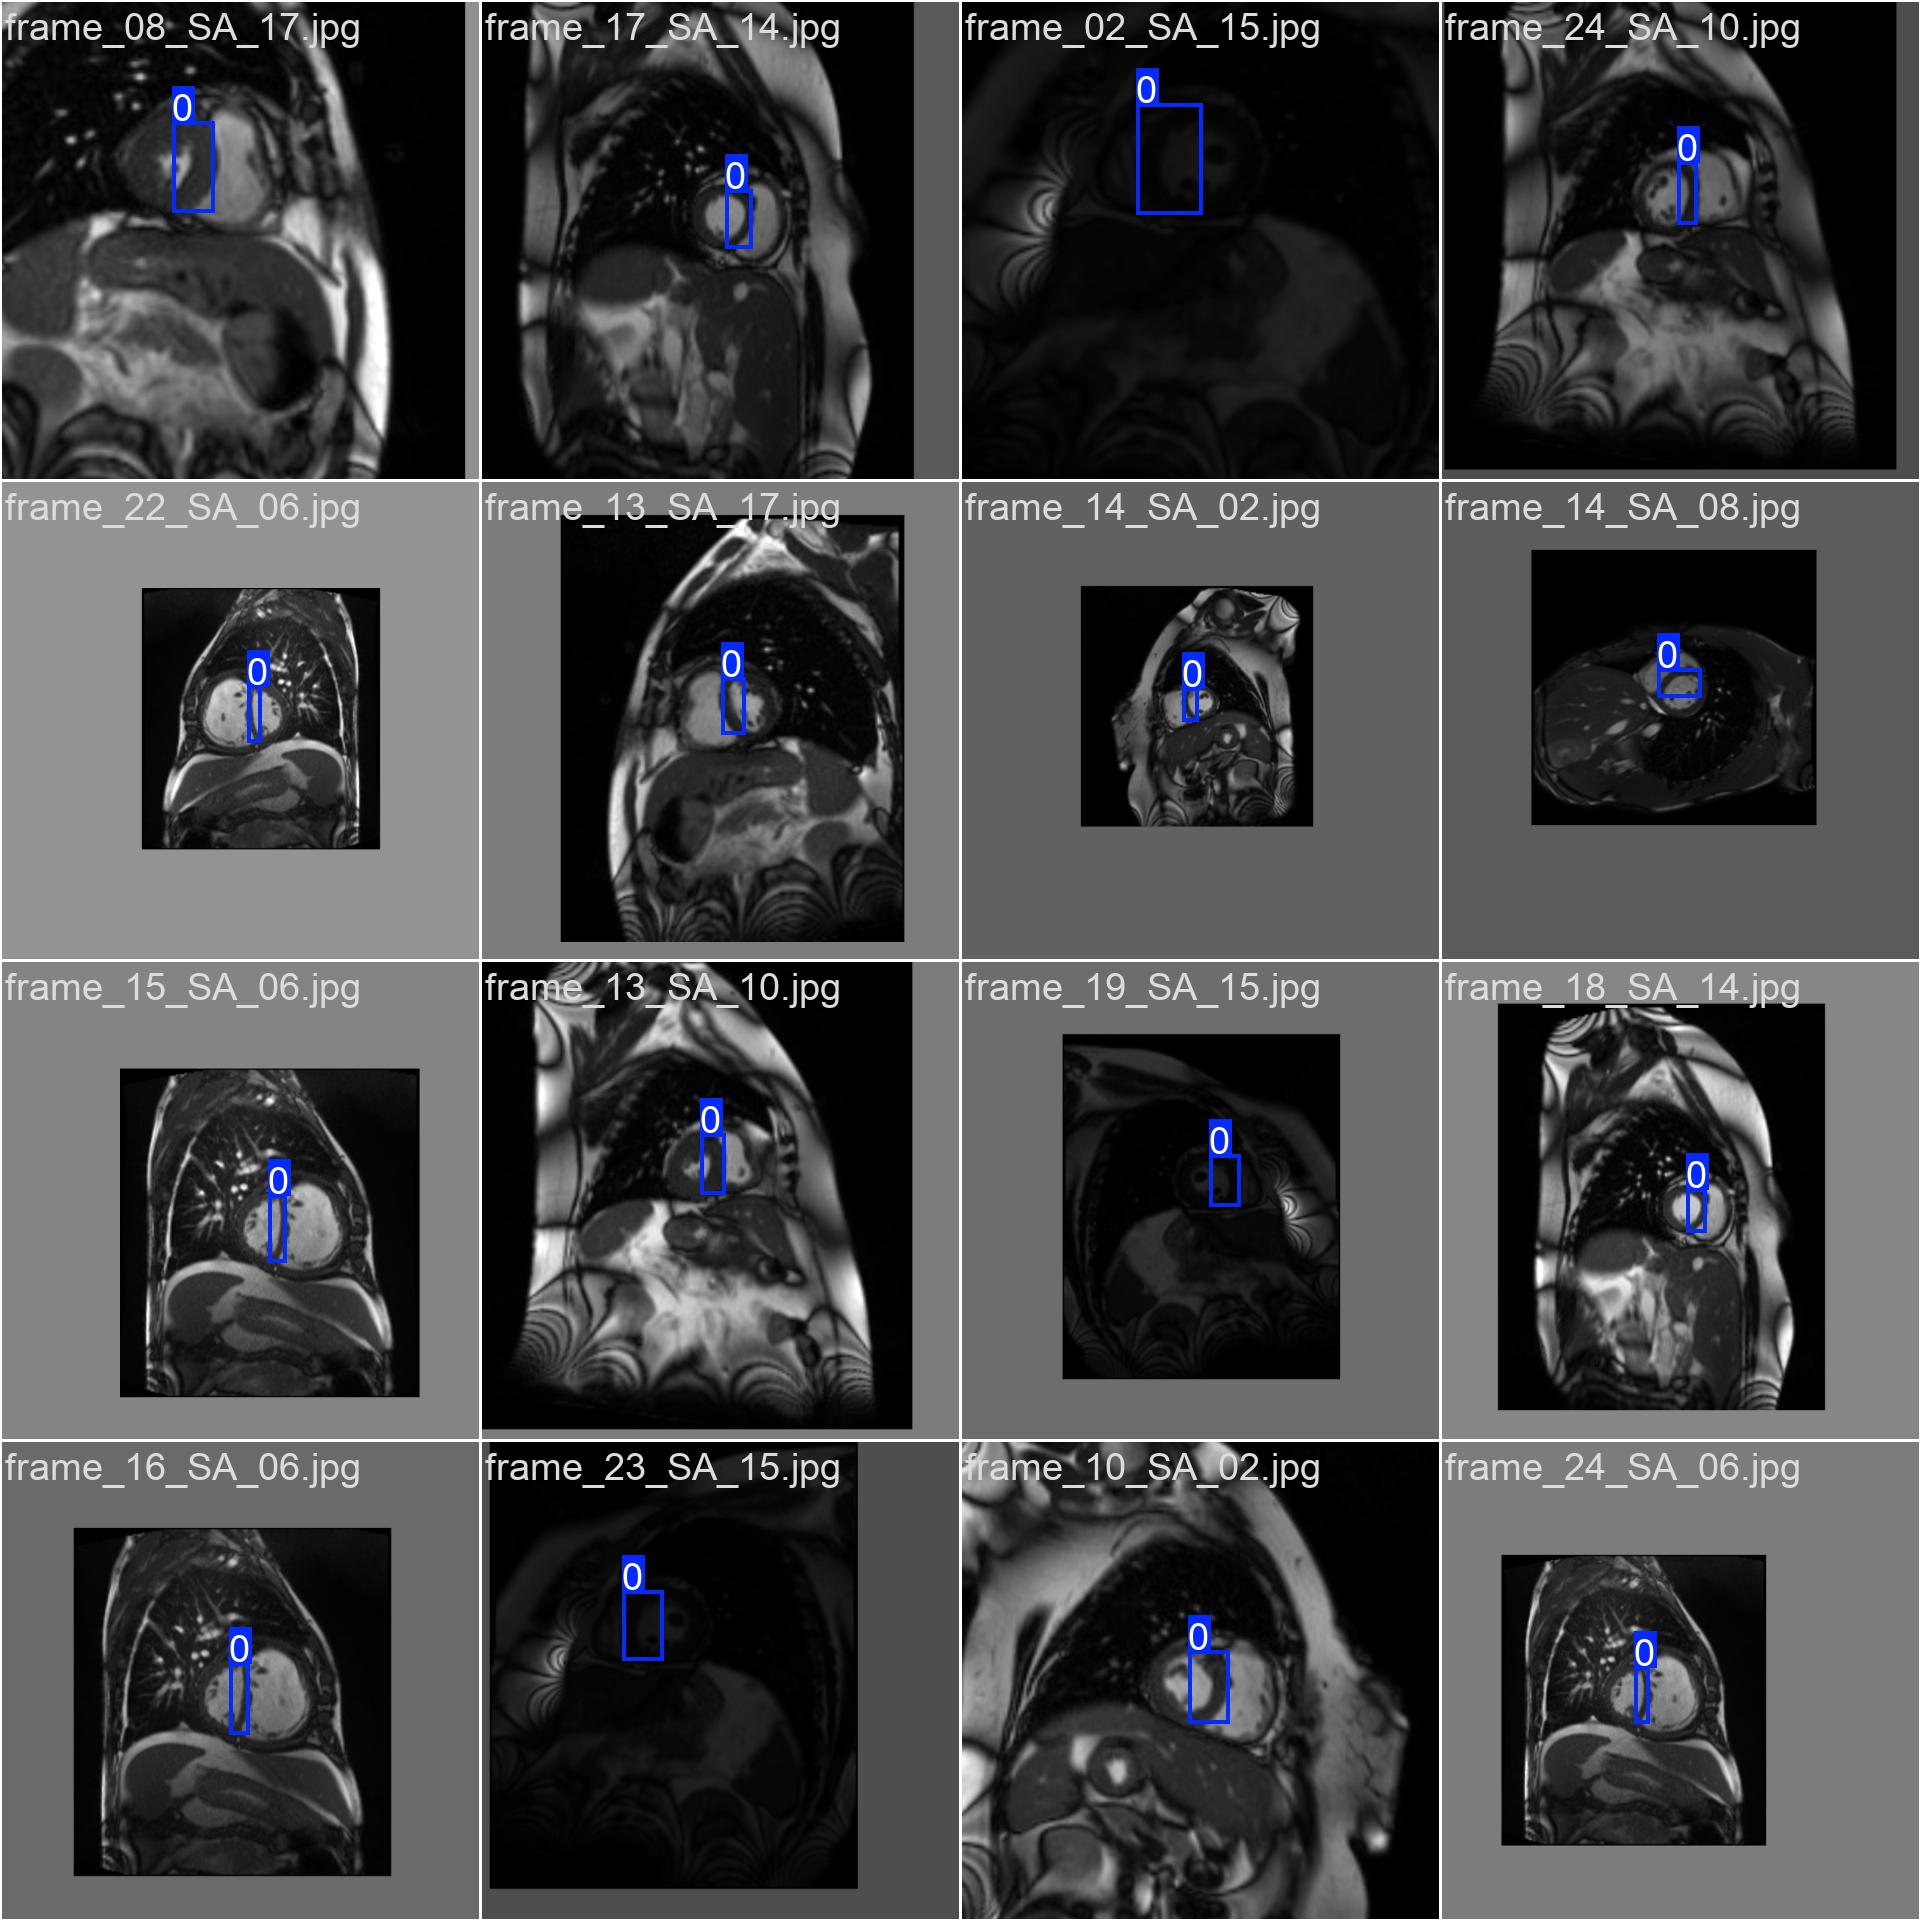 frame_08_SA_17.jpg
0
frame_17_SA_14.jpg
0
frame_02_SA_15.jpg
0
frame_24_SA_10.jpg
0
frame_22_SA_06.jpg
0
frame_13_SA_17.jpg
0
frame_14_SA_02.jpg
0
frame_14_SA_08.jpg
0
frame_15_SA_06.jpg
0
frame_13_SA_10.jpg
0
frame_19_SA_15.jpg
0
frame_18_SA_14.jpg
0
frame_16_SA_06.jpg
0
frame_23_SA_15.jpg
0
frame_10_SA_02.jpg
0
frame_24_SA_06.jpg
0